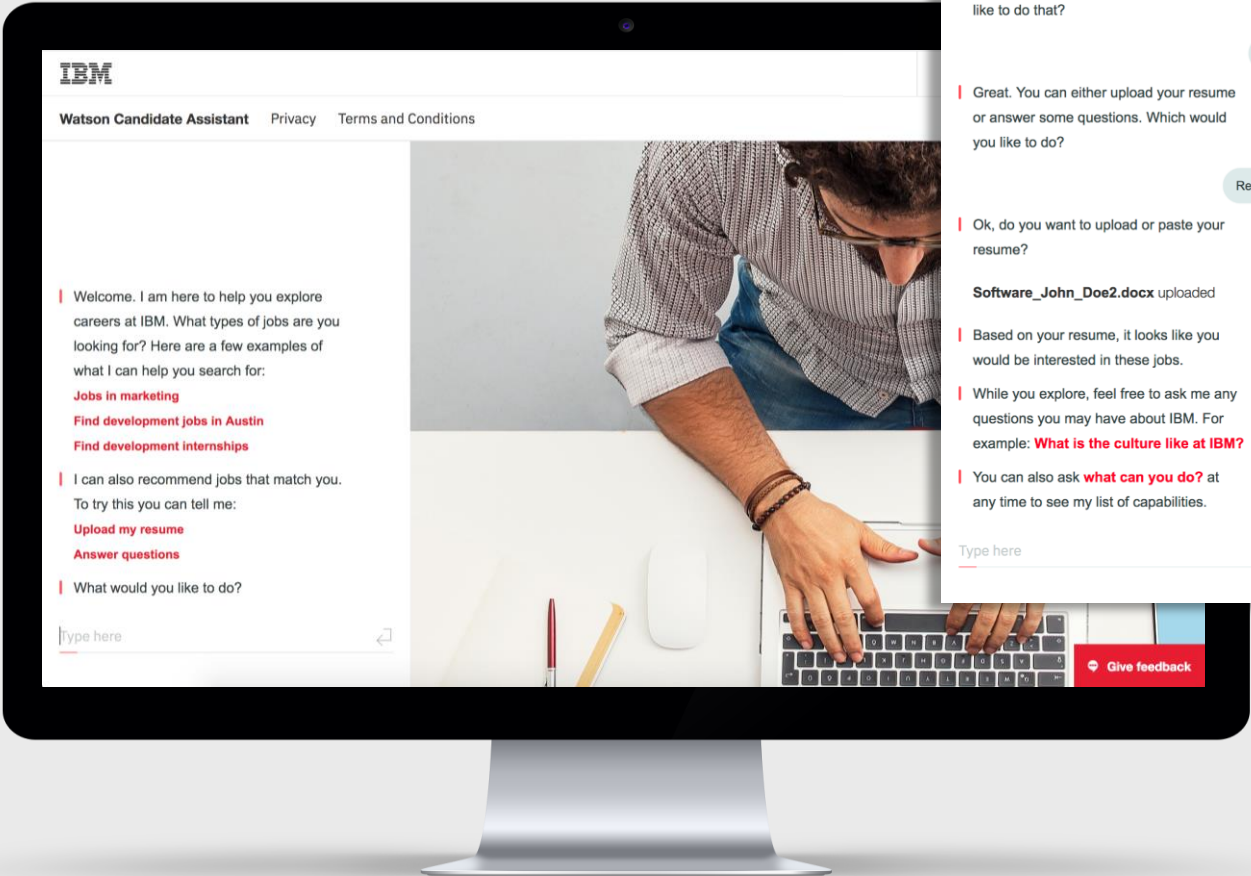 IBM
Watson Candidate Assistant Privacy Terms and Conditions
Welcome. I am here to help you explore
careers at IBM. What types of jobs are you
looking for? Here are a few examples of
what I can help you search for:
Jobs in marketing
Find development jobs in Austin
Find development internships
I can also recommend jobs that match you.
To try this you can tell me:
Upload my resume
Answer questions
What would you like to do?
Type here
Give feedback
like to do that?
Great. You can either upload your resume
or answer some questions. Which would
you like to do?
Re
Ok, do you want to upload or paste your
resume?
Software_John_Doe2.docx uploaded
Based on your resume, it looks like you
would be interested in these jobs.
While you explore, feel free to ask me any
questions you may have about IBM. For
example: What is the culture like at IBM?
You can also ask what can you do? at
any time to see my list of capabilities.
Type here